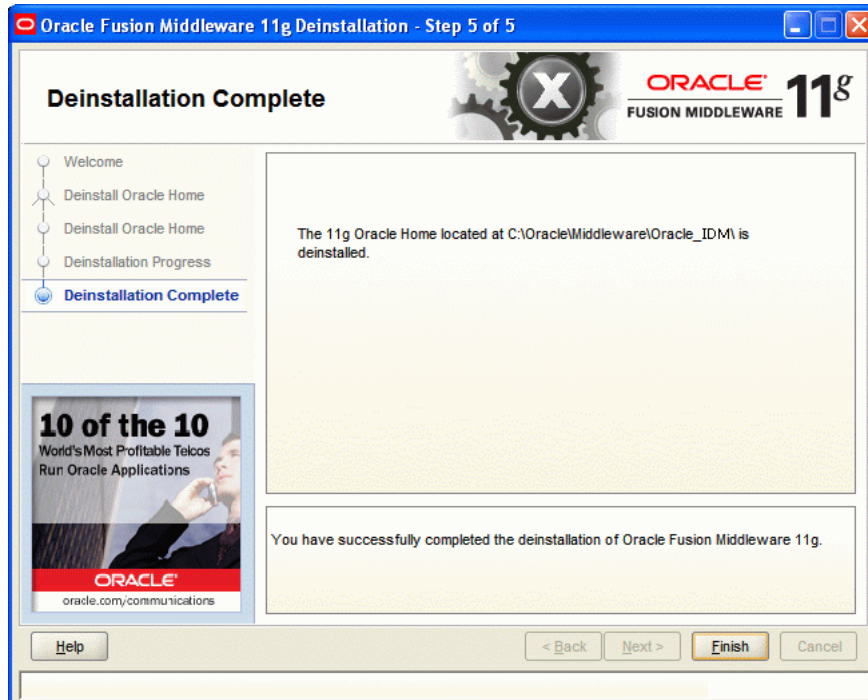 Oracle Fusion Middleware 11g Deinstallation - Step 5 of 5
Deinstallation Complete
ORACLE
FUSION MIDDLEWARE
11g
Welcome
Deinstall Oracle Home
Deinstall Oracle Home
Deinstallation Progress
Deinstallation Complete
The 11g Oracle Home located at C:\Oracle\Middleware\Oracle_IDM\ is
deinstalled.
10 of the 10
World's Most Profitable Telcos
Run Oracle Applications
ORACLE
oracle.com/communications
You have successfully completed the deinstallation of Oracle Fusion Middleware 11g.
Help
< Back
Next >
Finish
Cancel